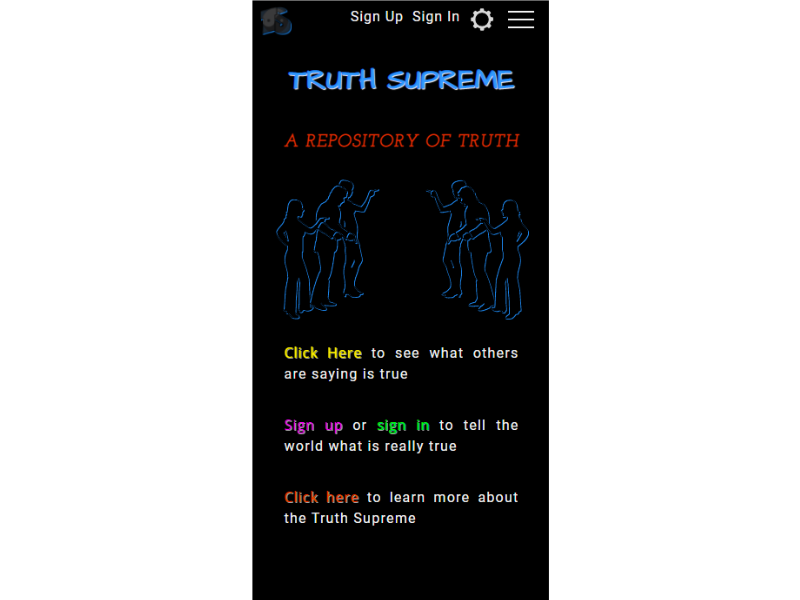 Sign Up Sign In
TRUTH SUPREME
A REPOSITORY OF TRUTH
Click Here to see what others
are saying is true
Sign up or sign in to tell the
world what is really true
Click here to learn more about
the Truth Supreme